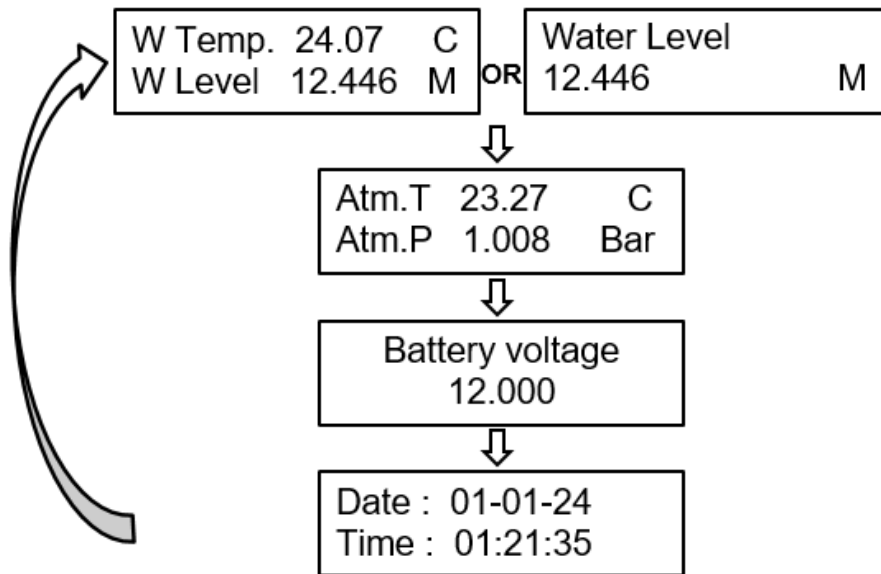 W Temp. 24.07 C
W Level 12.446 M
OR
Water Level
12.446 M
Atm.T 23.27 C
Atm.P 1.008 Bar
Battery voltage
12.000
Date : 01-01-24
Time : 01:21:35